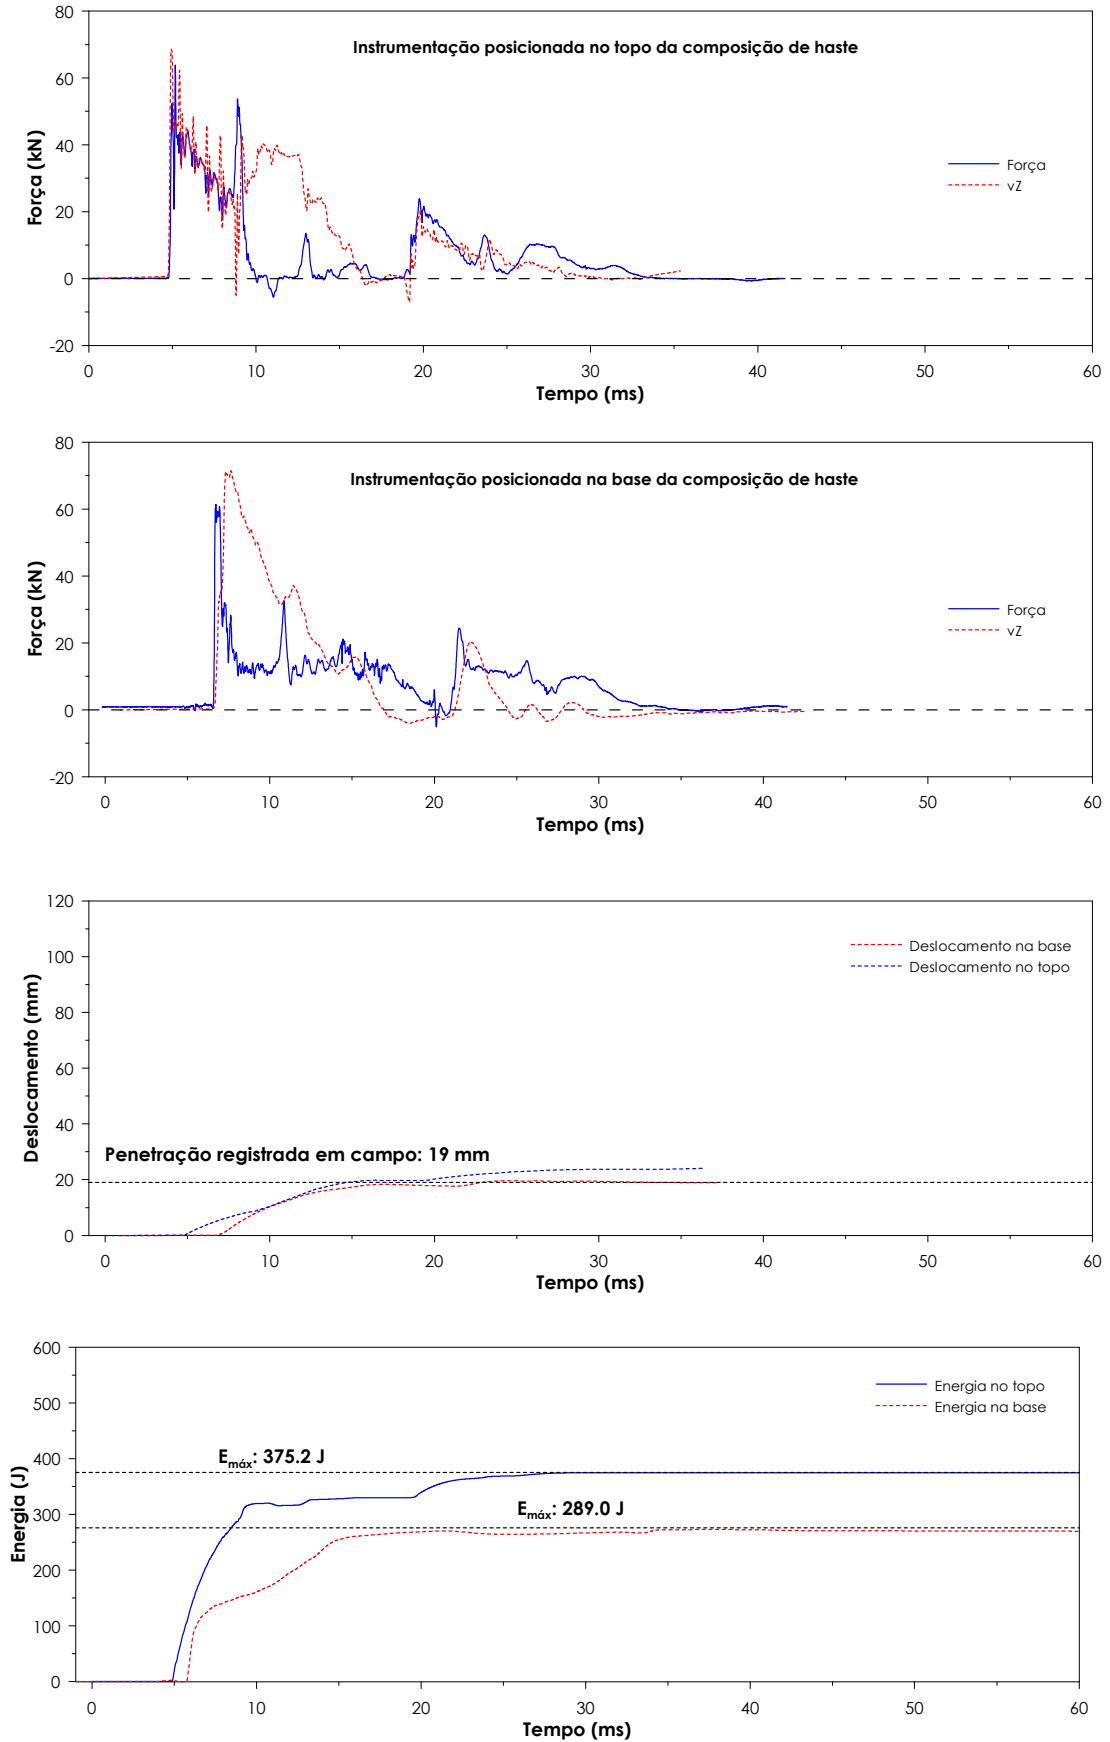 80
Instrumentação posicionada no topo da composição de haste
60
40
Força
20
vZ
0
-20
0 10 20 30 40 50 60
Força (kN)
Tempo (ms)
80
Instrumentação posicionada na base da composição de haste
60
40
Força
20
vZ
0
-20
0 10 20 30 40 50 60
Força (kN)
Tempo (ms)
120
Deslocamento na base
100
Deslocamento no topo
80
60
40
Penetração registrada em campo: 19 mm
20
0
0 10 20 30 40 50 60
Deslocamento (mm)
Tempo (ms)
600
Energia no topo
500
Energia na base
400
Emáx: 375.2 J
300
Emáx: 289.0 J
200
100
0
0 10 20 30 40 50 60
Energia (J)
Tempo (ms)